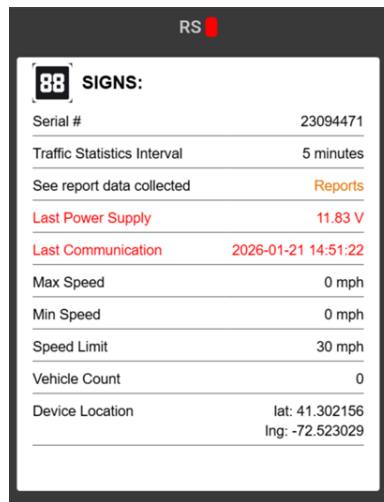 RS
88 SIGNS:
Serial # 23094471
Traffic Statistics Interval 5 minutes
See report data collected Reports
Last Power Supply 11.83 V
Last Communication 2026-01-21 14:51:22
Max Speed 0 mph
Min Speed 0 mph
Speed Limit 30 mph
Vehicle Count 0
Device Location lat: 41.302156
lng: -72.523029